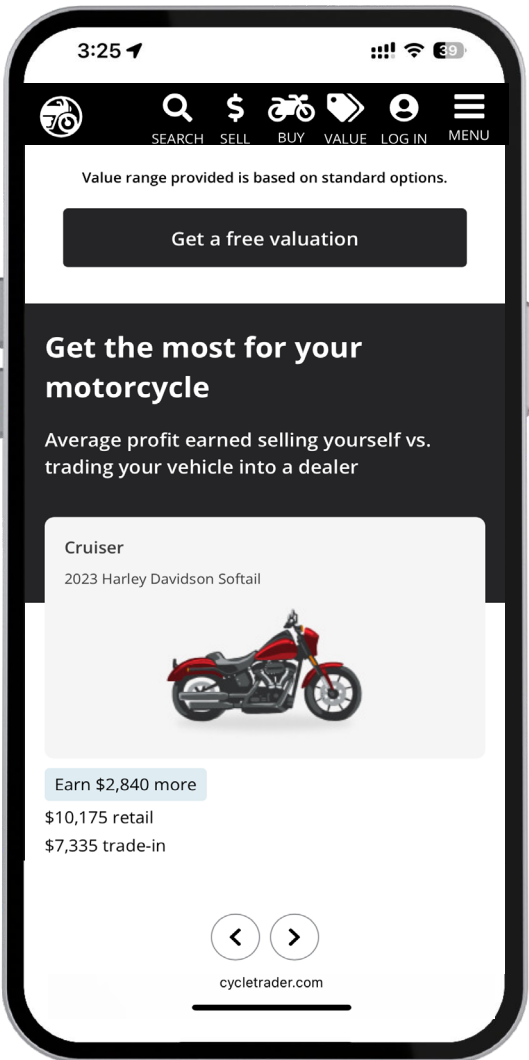 3:25
39
SEARCH SELL BUY VALUE LOG IN MENU
Value range provided is based on standard options.
Get a free valuation
Get the most for your
motorcycle
Average profit earned selling yourself vs.
trading your vehicle into a dealer
Cruiser
2023 Harley Davidson Softail
Earn $2,840 more
$10,175 retail
$7,335 trade-in
cycletrader.com